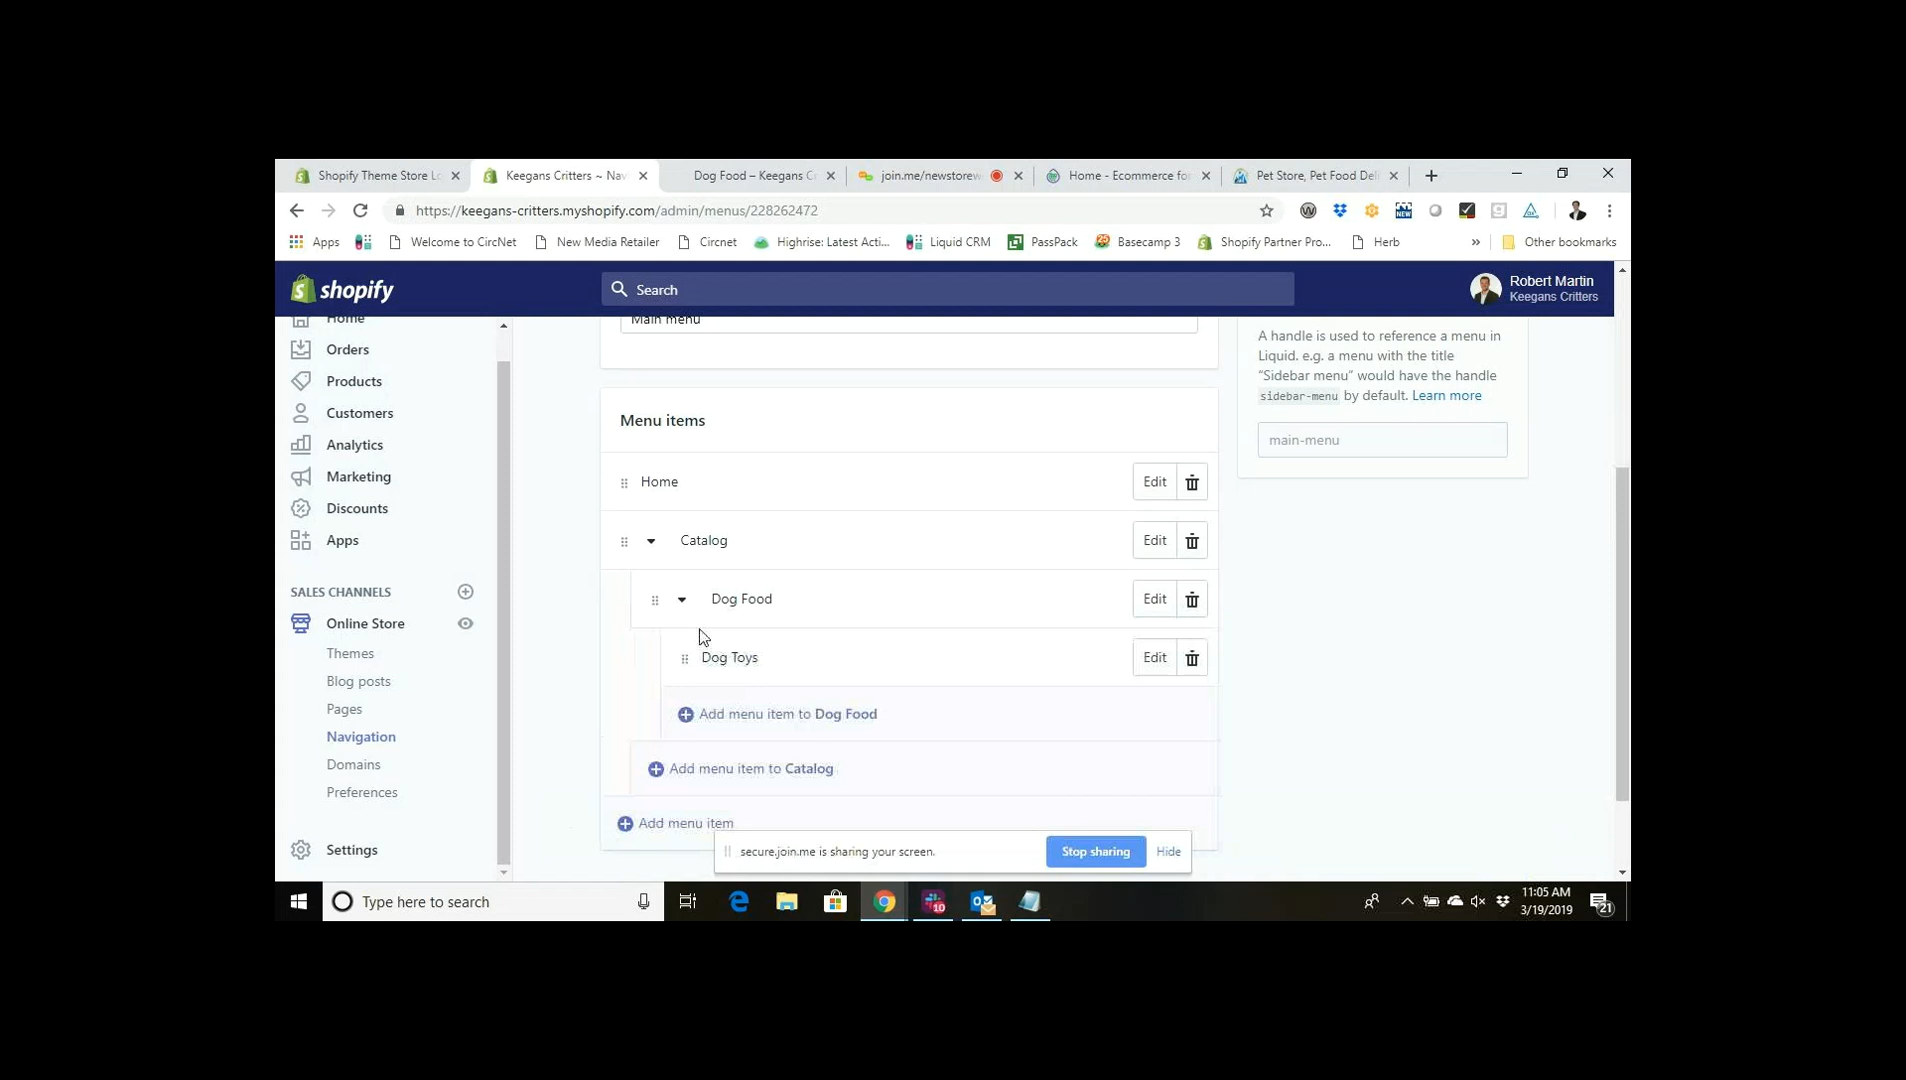 Shopify Theme Store Lo
Keegans Critters ~ Nav
Dog Food – Keegans Cr
join.me/newstorew
Home - Ecommerce for
Pet Store, Pet Food Deli
https://keegans-critters.myshopify.com/admin/menus/228262472
Apps
Welcome to CircNet
New Media Retailer
Circnet
Highrise: Latest Acti...
Liquid CRM
PassPack
Basecamp 3
Shopify Partner Pro...
Herb
»
Other bookmarks
shopify
Search
Robert Martin
Keegans Critters
Home
Orders
Products
Customers
Analytics
Marketing
Discounts
Apps
SALES CHANNELS
Online Store
Themes
Blog posts
Pages
Navigation
Domains
Preferences
Settings
Main menu
Menu items
Home
Edit
Catalog
Edit
Dog Food
Edit
Dog Toys
Edit
Add menu item to Dog Food
Add menu item to Catalog
Add menu item
A handle is used to reference a menu in
Liquid. e.g. a menu with the title
“Sidebar menu” would have the handle
sidebar-menu by default. Learn more
main-menu
secure.join.me is sharing your screen.
Stop sharing
Hide
Type here to search
10
11:05 AM
3/19/2019
21